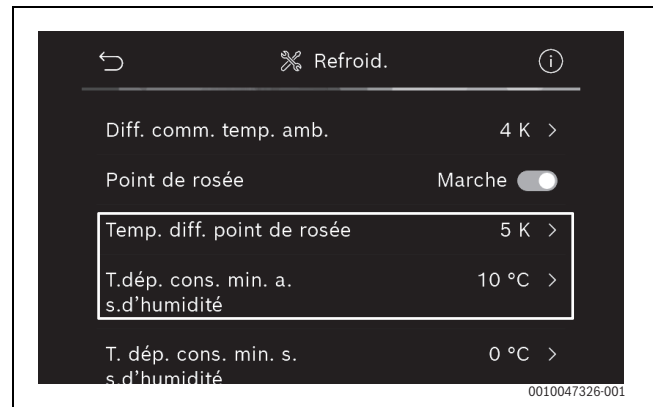 Refroid.
Diff. comm. temp. amb. 4 K >
Point de rosée Marche
Temp. diff. point de rosée 5 K >
T.dép. cons. min. a. 10 °C >
s.d'humidité
T. dép. cons. min. s. 0 °C >
s.d'humidité
0010047326-001